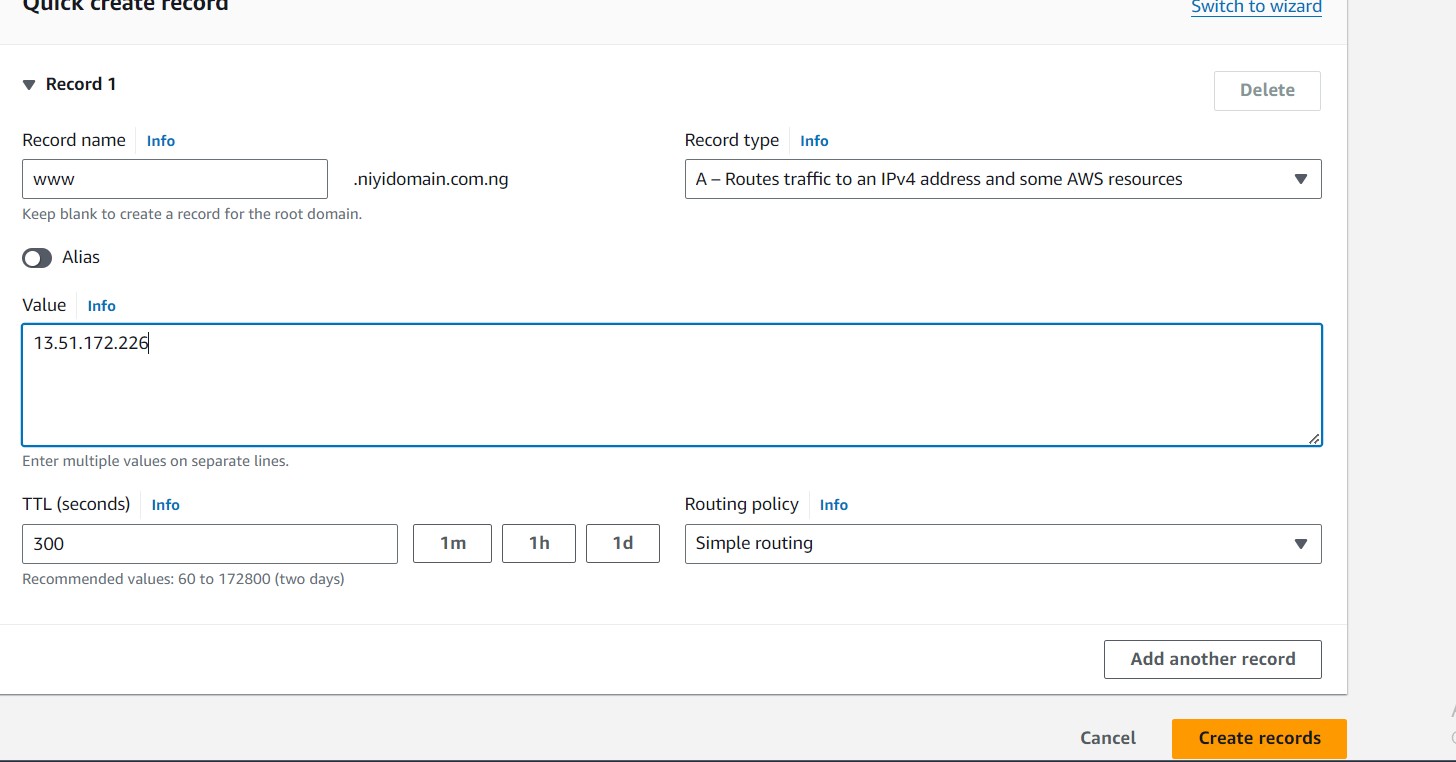 Quick create record
Switch to wizard
Record 1
Delete
Record name Info
Record type Info
www .niyidomain.com.ng
A – Routes traffic to an IPv4 address and some AWS resources
Keep blank to create a record for the root domain.
Alias
Value Info
13.51.172.226
Enter multiple values on separate lines.
TTL (seconds) Info
Routing policy Info
300 1m 1h 1d
Simple routing
Recommended values: 60 to 172800 (two days)
Add another record
Cancel Create records